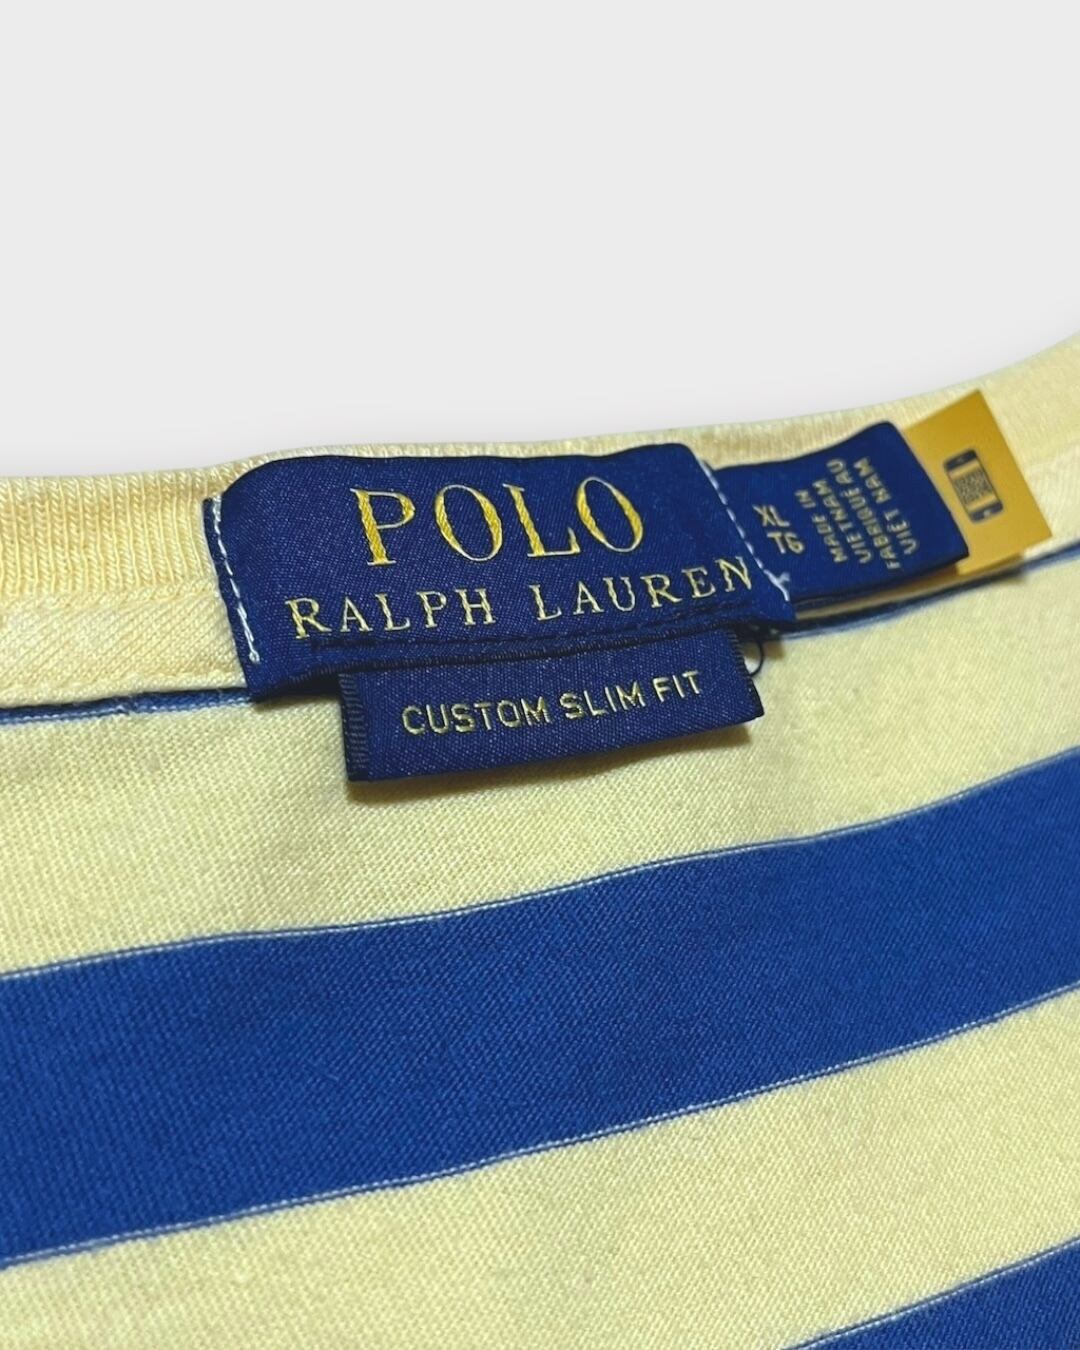 POLO
RALPH LAUREN
CUSTOM SLIM FIT
XL
TG
MADE IN
VIETNAM
FABRIQUÉ AU
VIET NAM